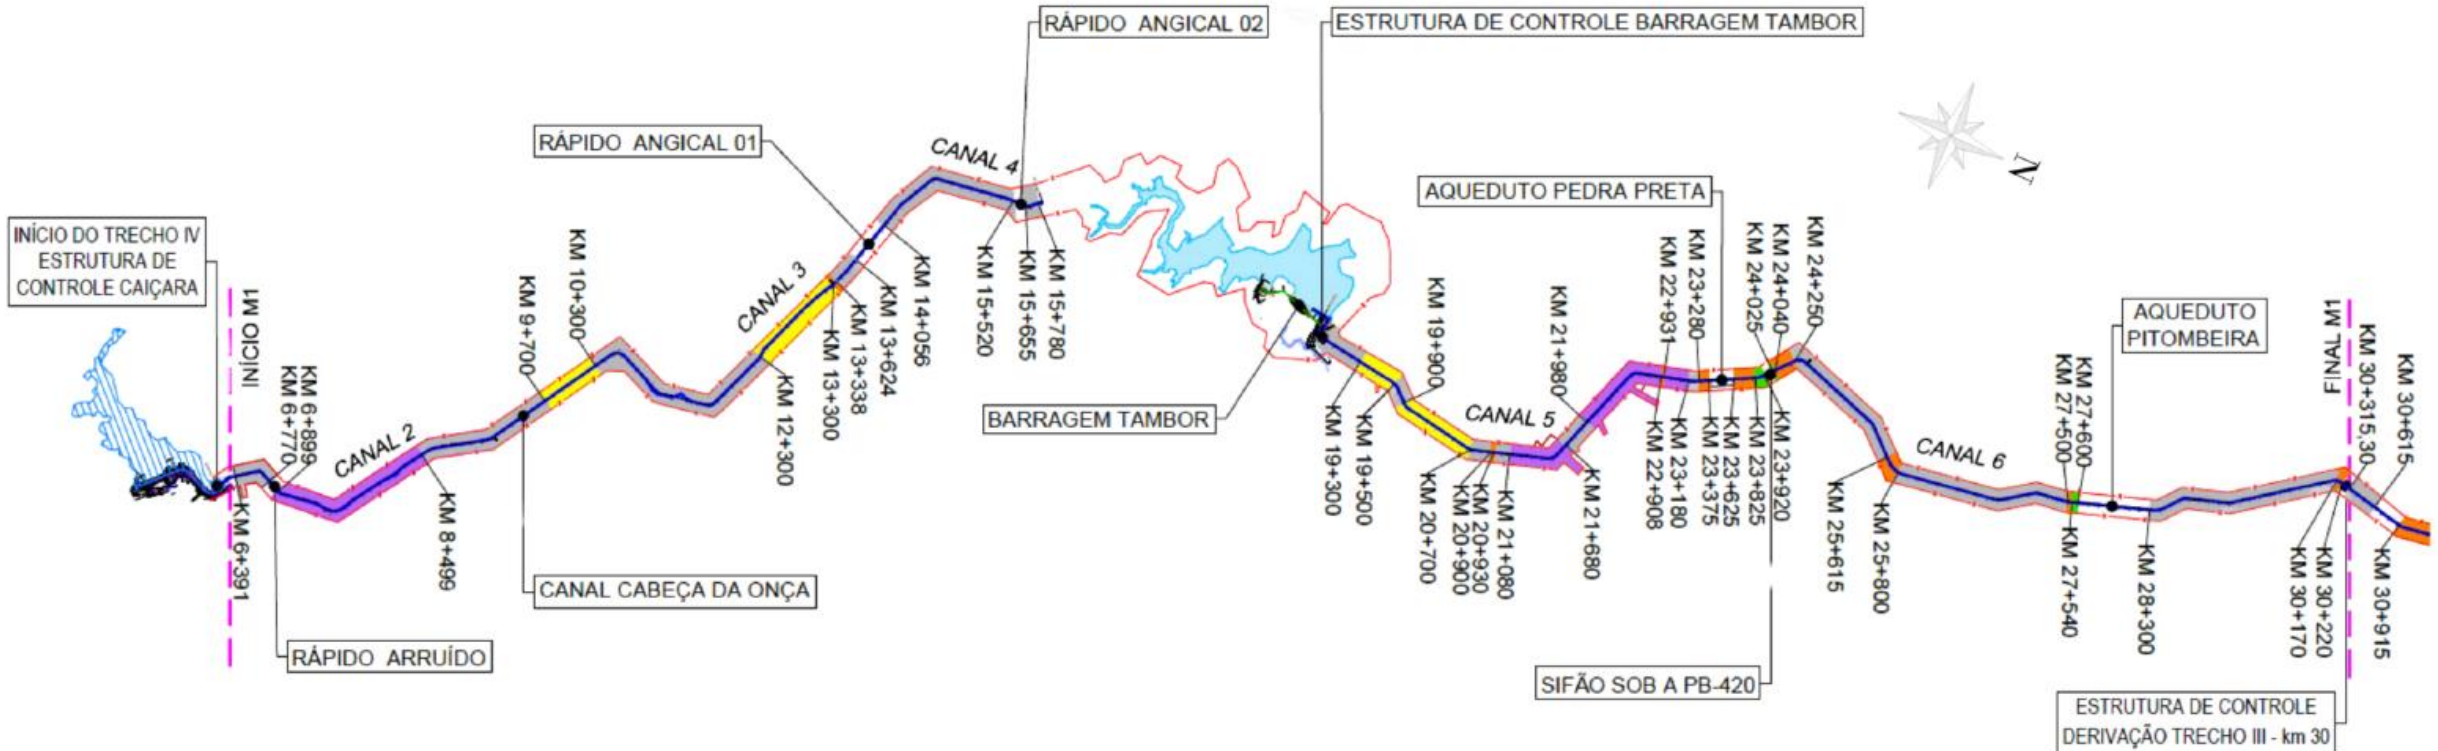 RÁPIDO ANGICAL 02
ESTRUTURA DE CONTROLE BARRAGEM TAMBOR
RÁPIDO ANGICAL 01
CANAL 4
AQUEDUTO PEDRA PRETA
N
INÍCIO DO TRECHO IV
ESTRUTURA DE
CONTROLE CAIÇARA
INÍCIO M1
KM 6+391
KM 6+770
KM 6+899
CANAL 2
KM 8+499
KM 9+700
KM 10+300
CANAL 3
KM 12+300
KM 13+300
KM 13+338
KM 13+624
KM 14+056
KM 15+520
KM 15+655
KM 15+780
RÁPIDO ARRUÍDO
CANAL CABEÇA DA ONÇA
BARRAGEM TAMBOR
KM 19+300
KM 19+500
KM 19+900
CANAL 5
KM 20+700
KM 20+900
KM 20+930
KM 21+080
KM 21+680
KM 21+980
KM 22+908
KM 22+931
KM 23+180
KM 23+280
KM 23+375
KM 23+625
KM 23+825
KM 23+920
KM 24+025
KM 24+040
KM 24+250
SIFÃO SOB A PB-420
KM 25+615
KM 25+800
CANAL 6
KM 27+500
KM 27+600
KM 27+540
AQUEDUTO
PITOMBEIRA
KM 28+300
KM 30+170
KM 30+220
FINAL M1
KM 30+315,30
KM 30+615
KM 30+915
ESTRUTURA DE CONTROLE
DERIVAÇÃO TRECHO III - km 30